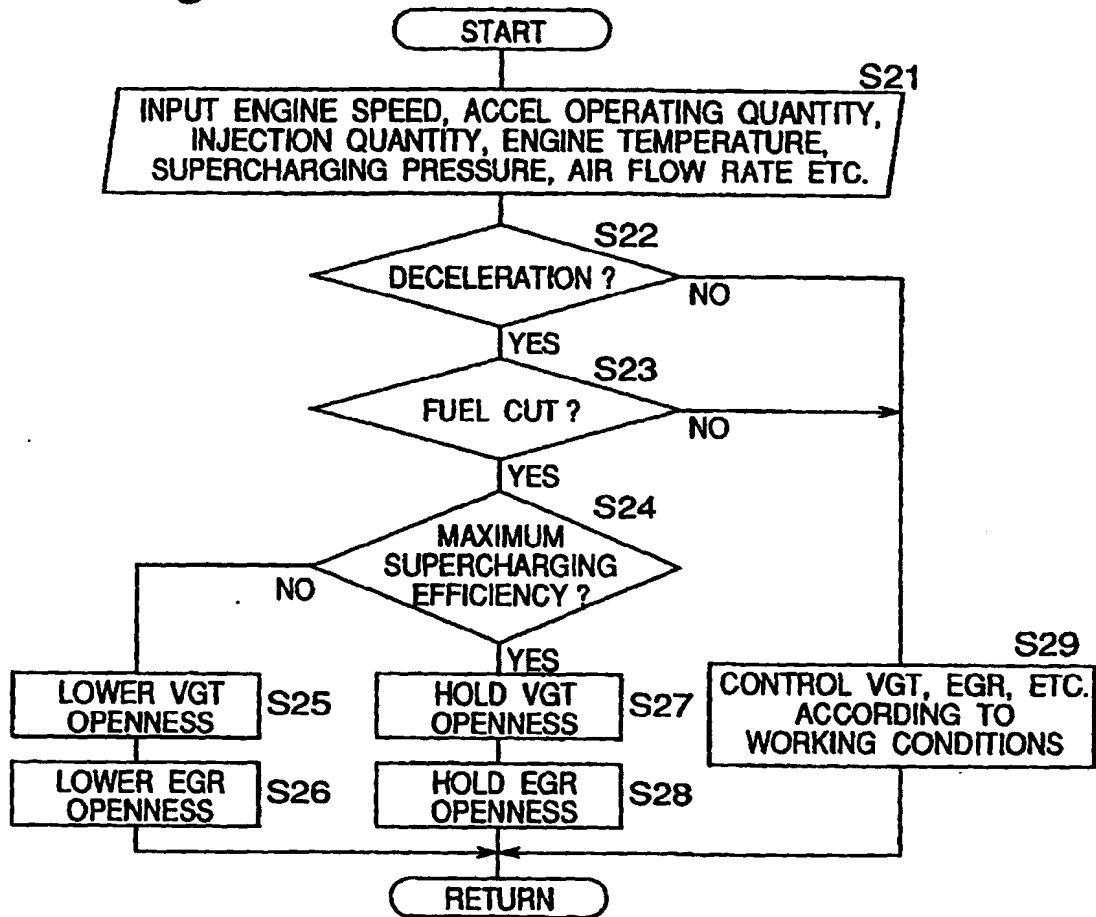 START
S21
INPUT ENGINE SPEED, ACCEL OPERATING QUANTITY,
INJECTION QUANTITY, ENGINE TEMPERATURE,
SUPERCHARGING PRESSURE, AIR FLOW RATE ETC.
S22
DECELERATION ?
NO
YES
S23
FUEL CUT ?
NO
YES
S24
MAXIMUM
SUPERCHARGING
EFFICIENCY ?
NO
YES
LOWER VGT
OPENNESS
S25
HOLD VGT
OPENNESS
S27
S29
CONTROL VGT, EGR, ETC.
ACCORDING TO
WORKING CONDITIONS
LOWER EGR
OPENNESS
S26
HOLD EGR
OPENNESS
S28
RETURN